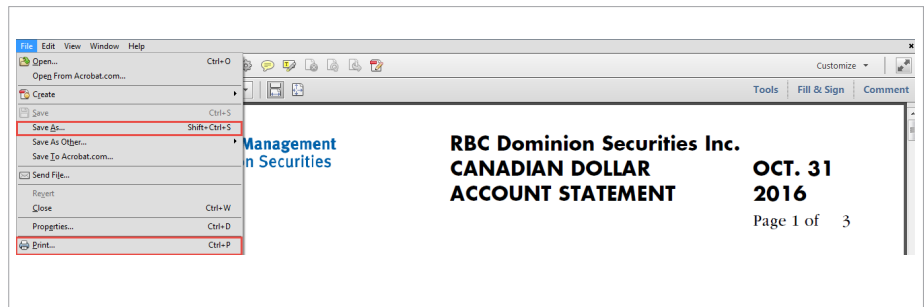 File Edit View Window Help
Open... Ctrl+O
Customize
Open From Acrobat.com...
Create
Tools Fill & Sign Comment
Save Ctrl+S
Save As... Shift+Ctrl+S
Save As Other...
Save To Acrobat.com...
Send File...
Revert
Close Ctrl+W
Properties... Ctrl+D
Print... Ctrl+P
Management
n Securities
RBC Dominion Securities Inc.
CANADIAN DOLLAR OCT. 31
ACCOUNT STATEMENT 2016
Page 1 of 3